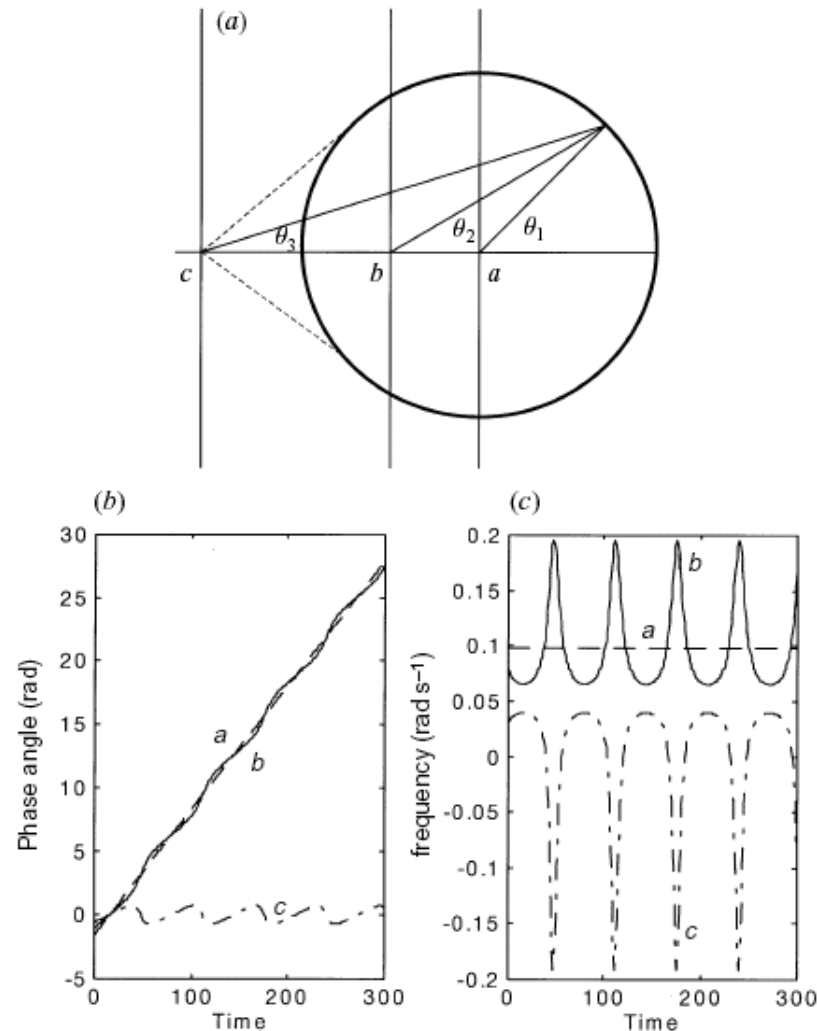 (a)
θ3
θ2
θ1
c
b
a
(b)
Phase angle (rad)
30
25
20
15
10
5
0
-5
a
b
c
0
100
200
300
Time
(c)
frequency (rad s⁻¹)
0.2
0.15
0.1
0.05
0
-0.05
-0.1
-0.15
-0.2
b
a
c
0
100
200
300
Time